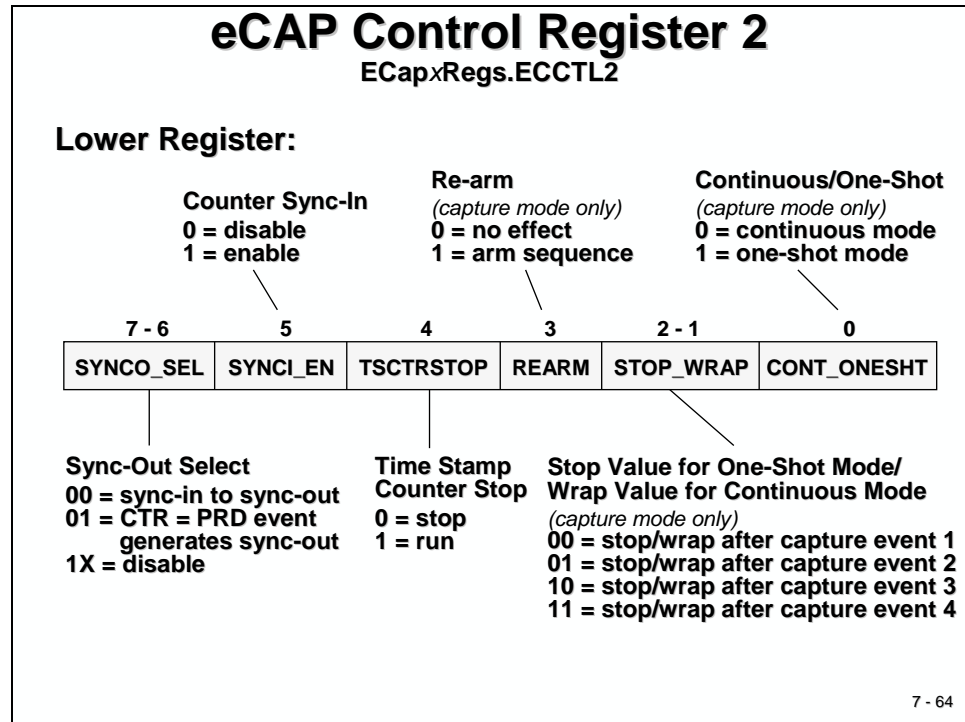 eCAP Control Register 2
ECapxRegs.ECCTL2
Lower Register:
Counter Sync-In
0 = disable
1 = enable
Re-arm
(capture mode only)
0 = no effect
1 = arm sequence
Continuous/One-Shot
(capture mode only)
0 = continuous mode
1 = one-shot mode
7 - 6 5 4 3 2 - 1 0
SYNCO_SEL SYNCI_EN TSCTRSTOP REARM STOP_WRAP CONT_ONESHT
Sync-Out Select
00 = sync-in to sync-out
01 = CTR = PRD event
generates sync-out
1X = disable
Time Stamp
Counter Stop
0 = stop
1 = run
Stop Value for One-Shot Mode/
Wrap Value for Continuous Mode
(capture mode only)
00 = stop/wrap after capture event 1
01 = stop/wrap after capture event 2
10 = stop/wrap after capture event 3
11 = stop/wrap after capture event 4
7 - 64